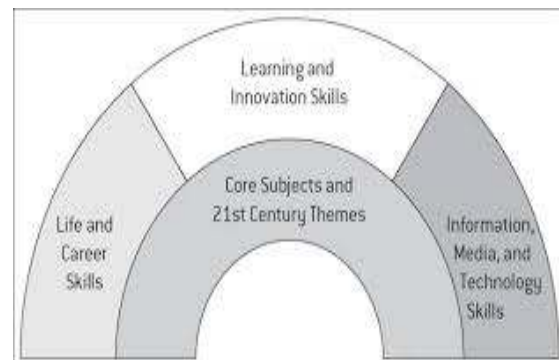 Learning and
Innovation Skills
Core Subjects and
21st Century Themes
Life and
Career
Skills
Information,
Media, and
Technology
Skills